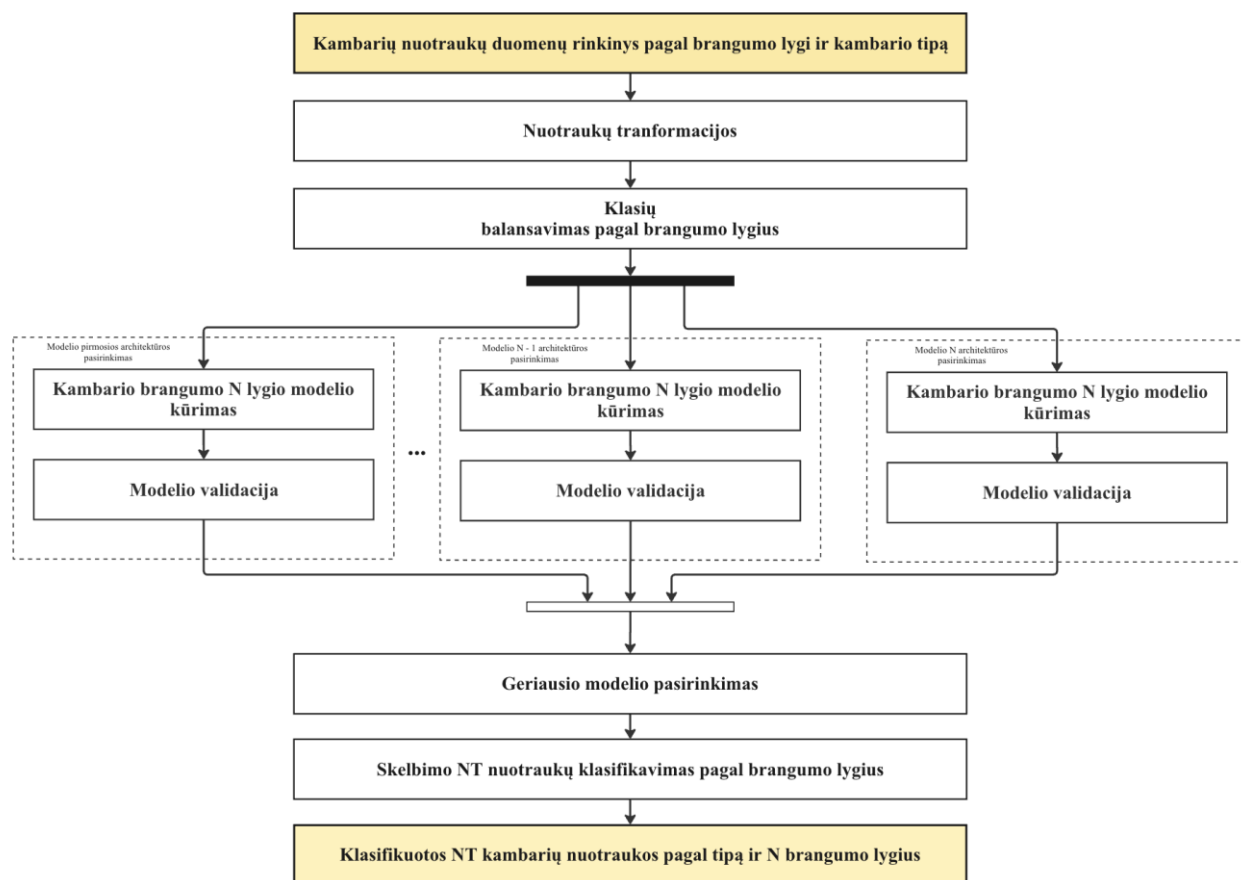 Kambarių nuotraukų duomenų rinkinys pagal brangumo lygi ir kambario tipą
Nuotraukų tranformacijos
Klasių
balansavimas pagal brangumo lygius
Modelio pirmosios architektūros
pasirinkimas
Kambario brangumo N lygio modelio
kūrimas
Modelio validacija
...
Modelio N - 1 architektūros
pasirinkimas
Kambario brangumo N lygio modelio
kūrimas
Modelio validacija
Modelio N architektūros
pasirinkimas
Kambario brangumo N lygio modelio
kūrimas
Modelio validacija
Geriausio modelio pasirinkimas
Skelbimo NT nuotraukų klasifikavimas pagal brangumo lygius
Klasifikuotos NT kambarių nuotraukos pagal tipą ir N brangumo lygius